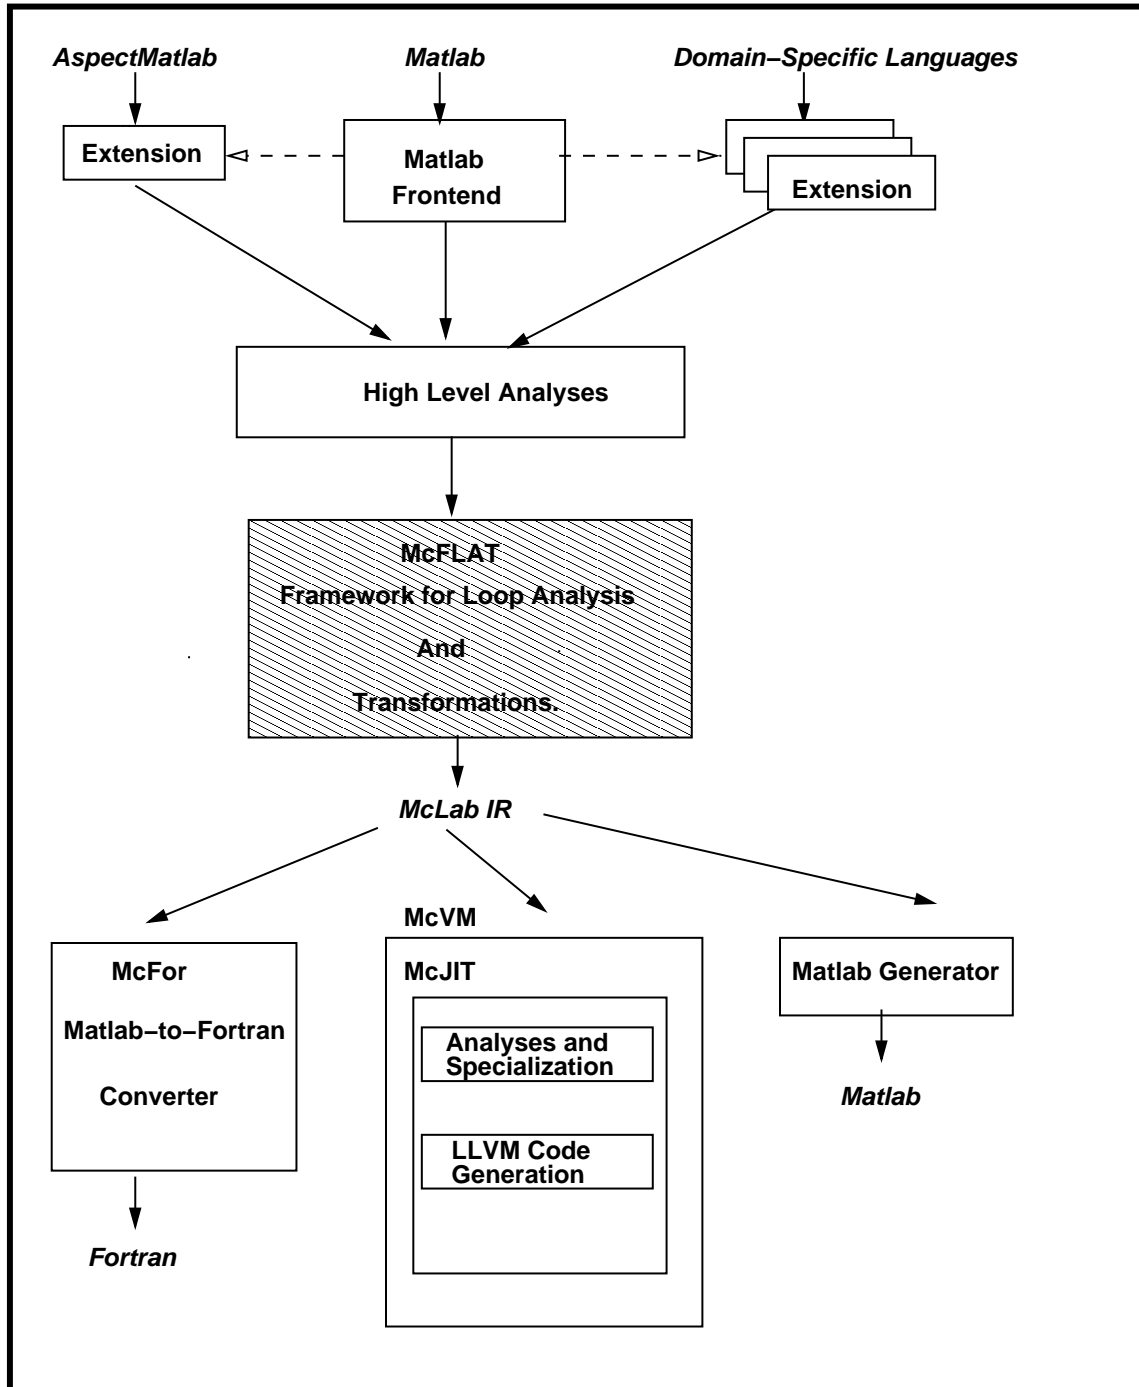 AspectMatlab
Matlab
Domain–Specific Languages
Extension
Matlab
Frontend
Extension
High Level Analyses
McFLAT
Framework for Loop Analysis
And
Transformations.
McLab IR
McFor
Matlab–to–Fortran
Converter
Fortran
McVM
McJIT
Analyses and
Specialization
LLVM Code
Generation
Matlab Generator
Matlab